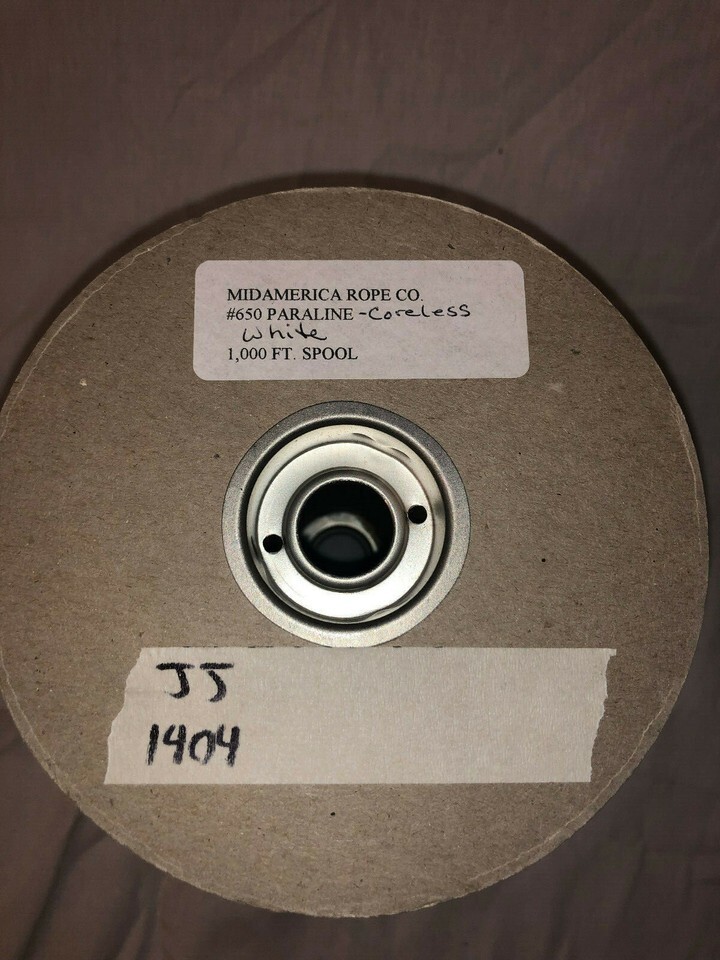 MIDAMERICA ROPE CO.
#650 PARALINE - Coreless
White
1,000 FT. SPOOL
JJ
1404